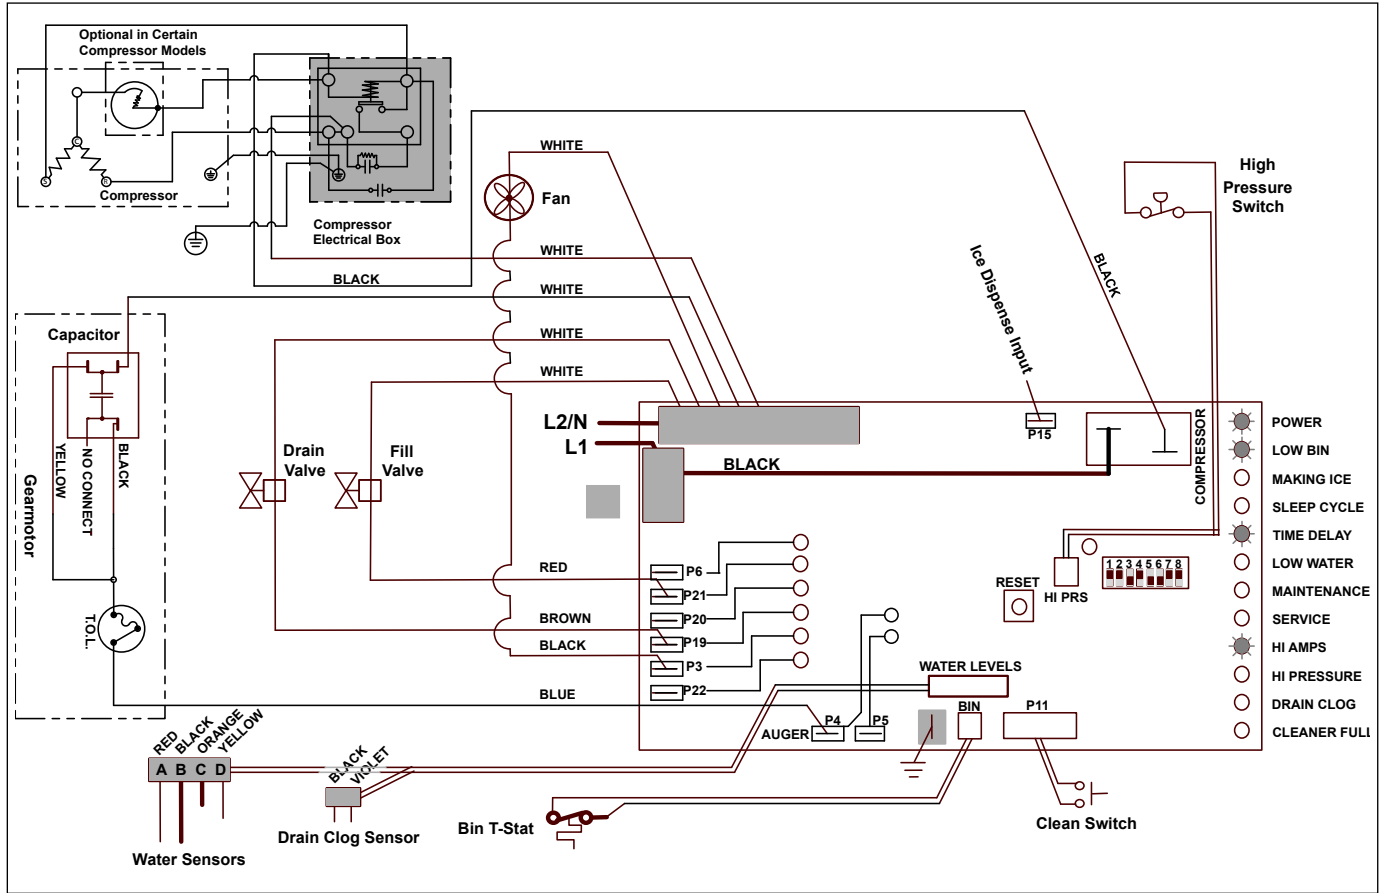 Optional in Certain
Compressor Models
C
S
R
Compressor
Compressor
Electrical Box
WHITE
Fan
WHITE
BLACK
WHITE
WHITE
WHITE
High
Pressure
Switch
BLACK
Ice Dispense Input
P15
COMPRESSOR
Capacitor
YELLOW
NO CONNECT
BLACK
Gearmotor
T.O.L.
Drain
Valve
Fill
Valve
L2/N
L1
BLACK
POWER
LOW BIN
MAKING ICE
SLEEP CYCLE
TIME DELAY
LOW WATER
MAINTENANCE
SERVICE
HI AMPS
HI PRESSURE
DRAIN CLOG
CLEANER FULL
RED
BROWN
BLACK
BLUE
P6
P21
P20
P19
P3
P22
RESET
HI PRS
1 2 3 4 5 6 7 8
WATER LEVELS
AUGER
P4
P5
BIN
P11
RED
BLACK
ORANGE
YELLOW
A B C D
Water Sensors
BLACK
VIOLET
Drain Clog Sensor
Bin T-Stat
Clean Switch